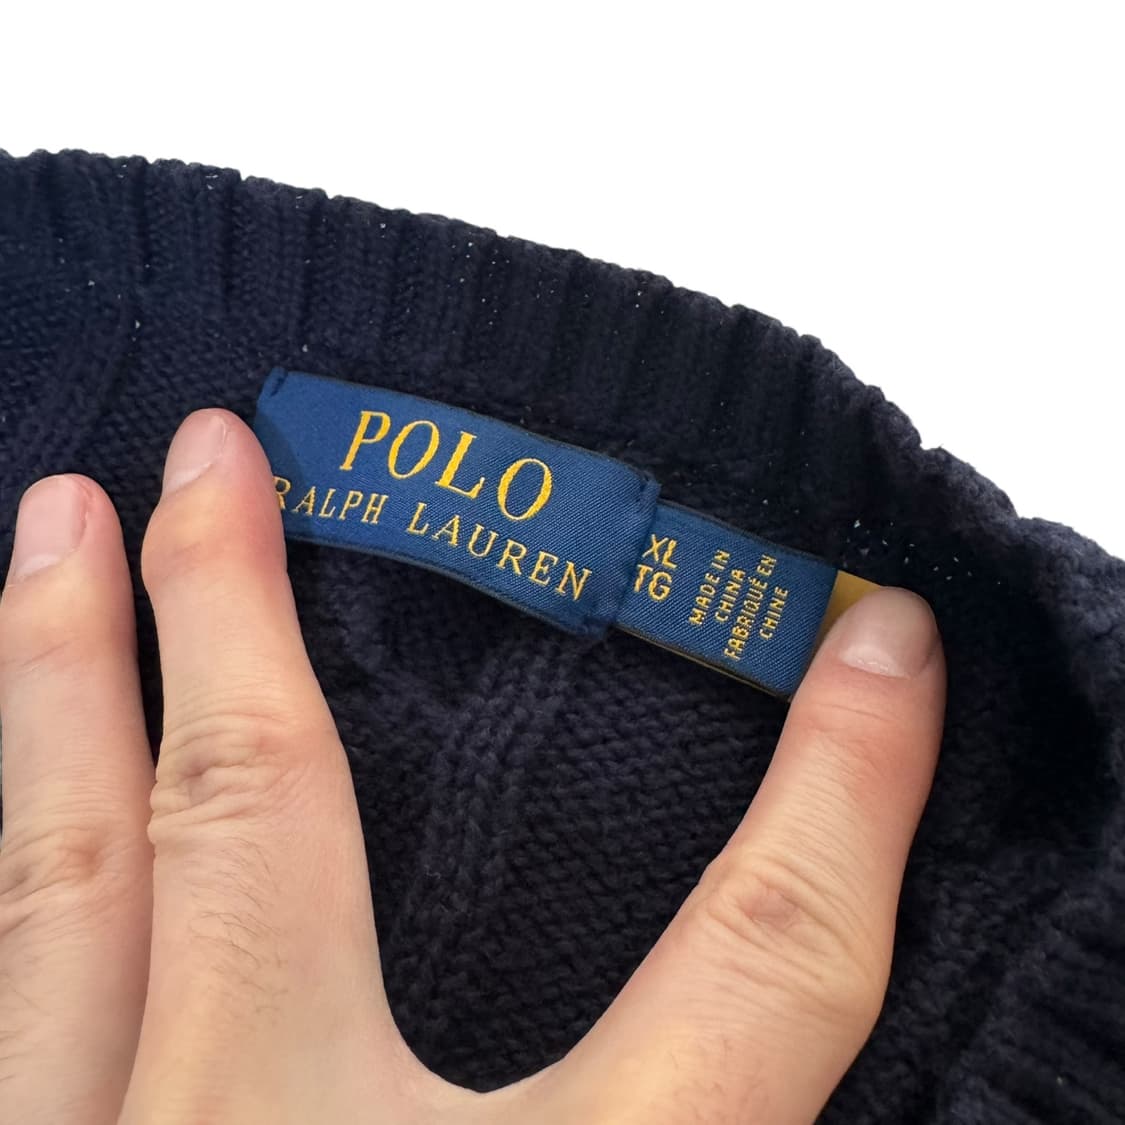 POLO
RALPH LAUREN
XL
TG
MADE IN
CHINA
FABRIQUÉ EN
CHINE